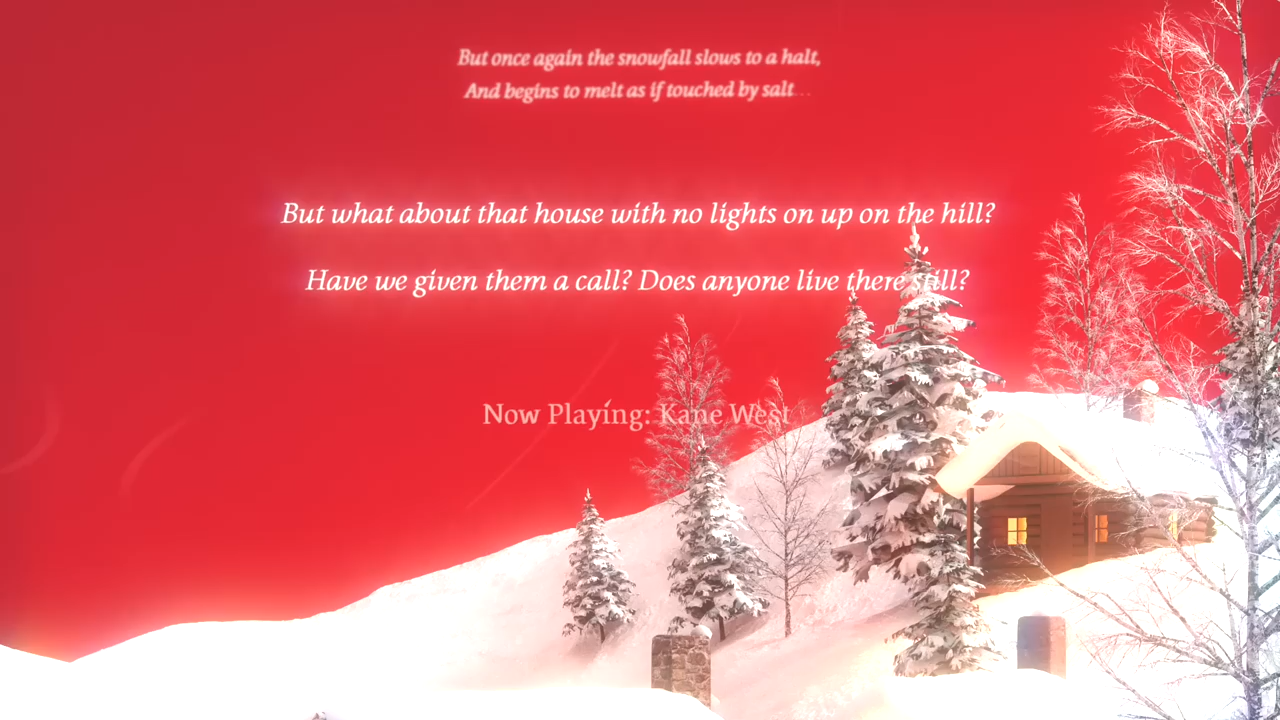 But once again the snowfall slows to a halt,
And begins to melt as if touched by salt...
But what about that house with no lights on up on the hill?
Have we given them a call? Does anyone live there still?
Now Playing: Kane West